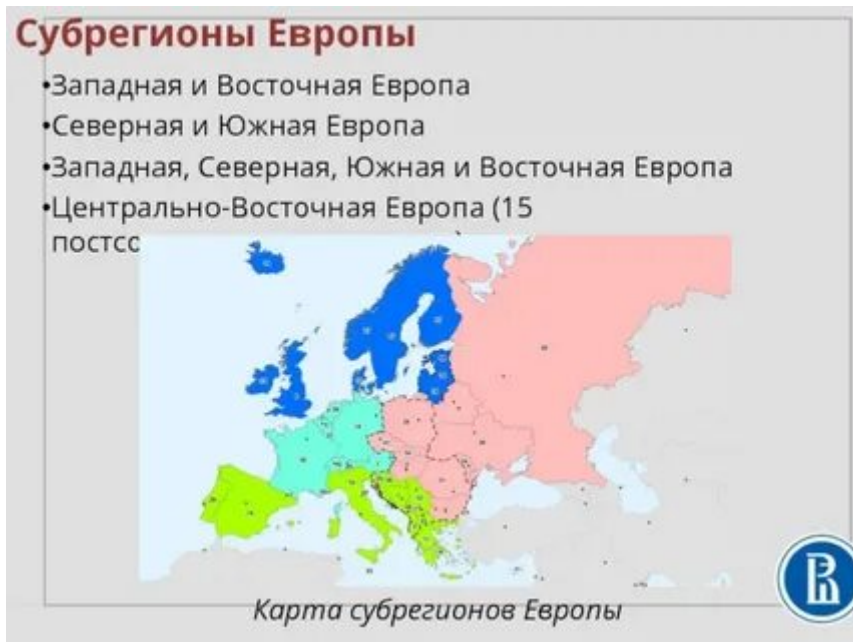 Субрегионы Европы
•Западная и Восточная Европа
•Северная и Южная Европа
•Западная, Северная, Южная и Восточная Европа
•Центрально-Восточная Европа (15
Карта субрегионов Европы